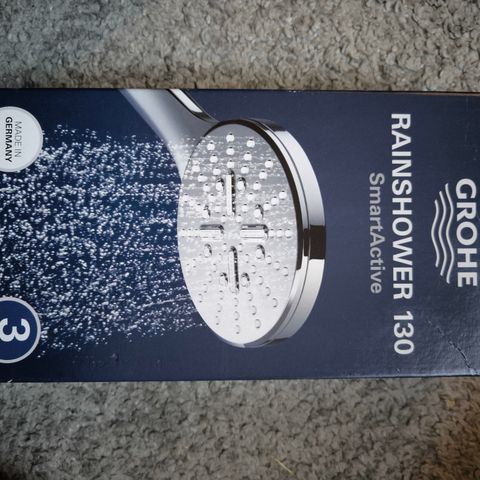 GROHE
RAINSHOWER 130
SmartActive
MADE IN
GERMANY
3